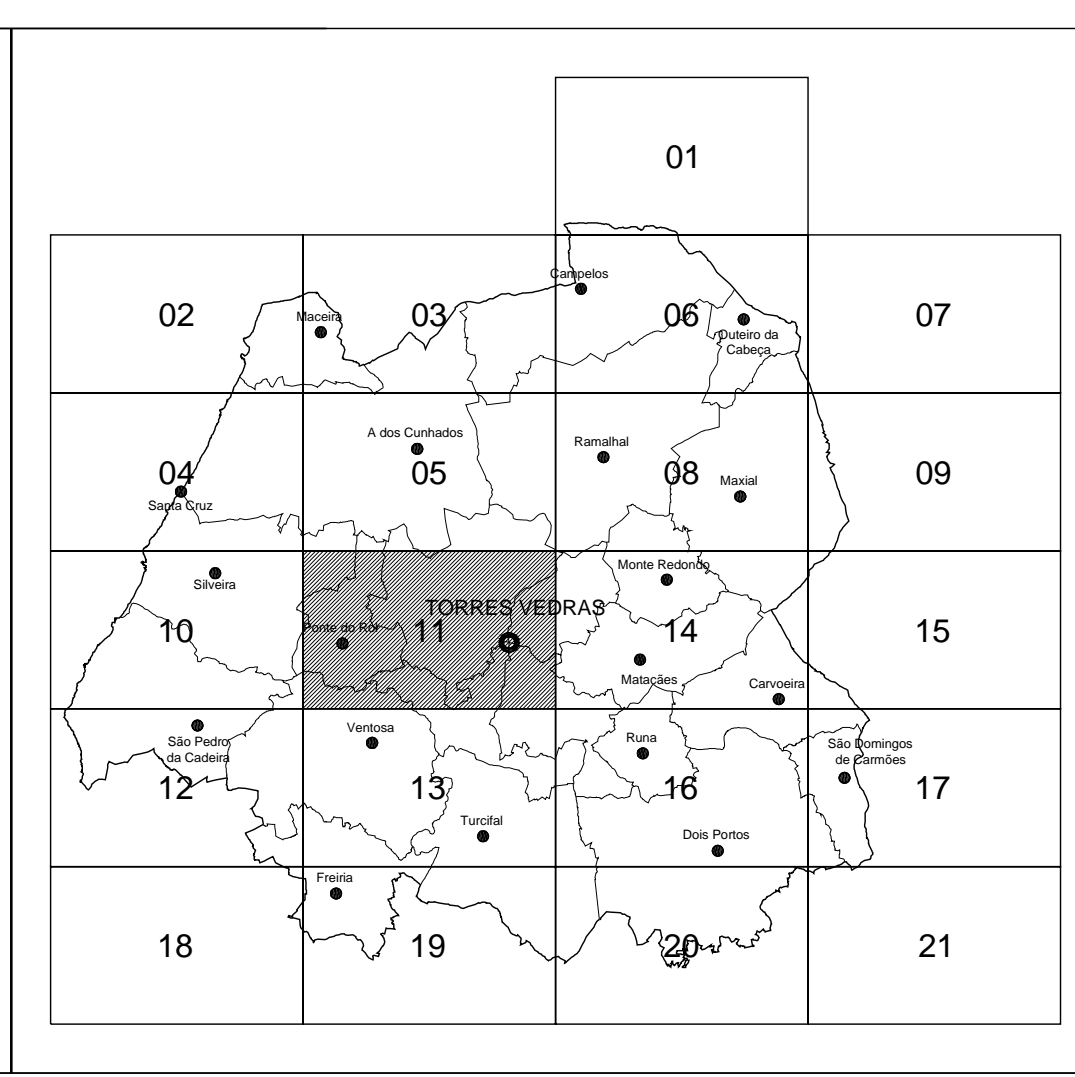 01
Campelos
02
Maceira
03
06
Outeiro da
Cabeça
07
A dos Cunhados
Ramalhal
04
Santa Cruz
05
08
Maxial
09
Silveira
Monte Redondo
TORRES VEDRAS
10
Ponte do Rol
11
14
Matacães
15
Carvoeira
São Pedro
da Cadeira
Ventosa
Runa
São Domingos
de Carmões
12
13
16
17
Turcifal
Dois Portos
Freiria
18
19
20
21